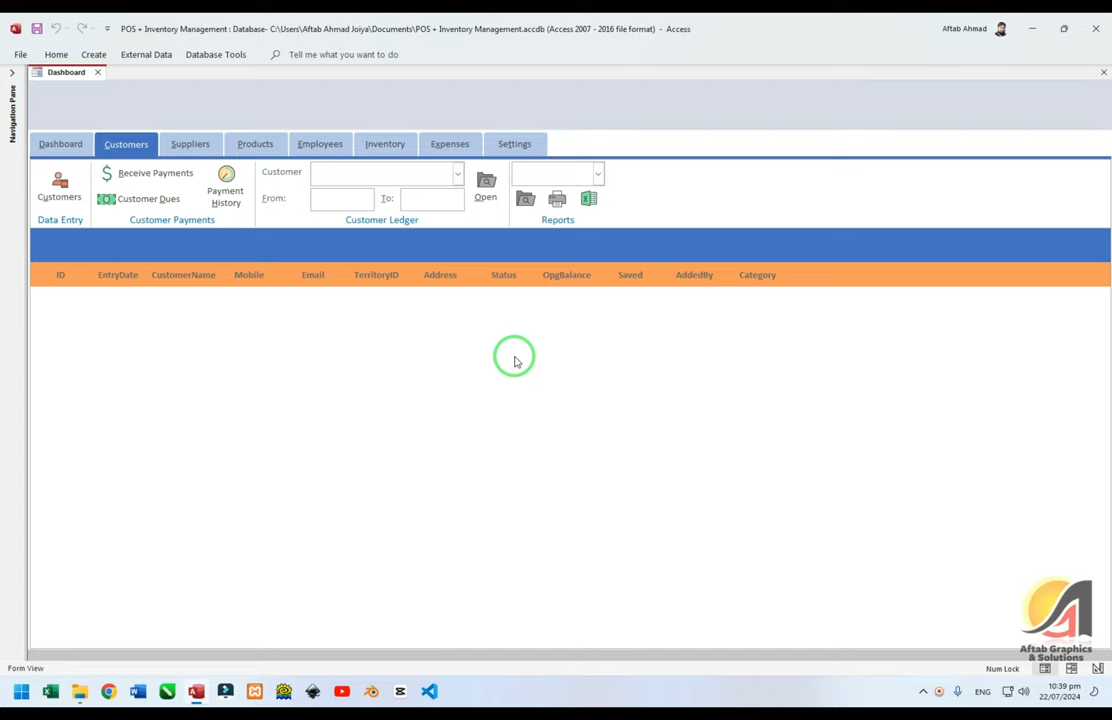 POS + Inventory Management : Database- C:\Users\Aftab Ahmad Joiya\Documents\POS + Inventory Management.accdb (Access 2007 - 2016 file format) - Access
Aftab Ahmad
File Home Create External Data Database Tools Tell me what you want to do
Dashboard
Navigation Pane
Dashboard Customers Suppliers Products Employees Inventory Expenses Settings
Customers
Data Entry
Receive Payments
Customer Dues
Payment
History
Customer Payments
Customer
From: To:
Open
Customer Ledger
Reports
ID EntryDate CustomerName Mobile Email TerritoryID Address Status OpgBalance Saved AddedBy Category
Aftab Graphics
& Solutions
Form View
Num Lock
ENG
10:39 pm
22/07/2024